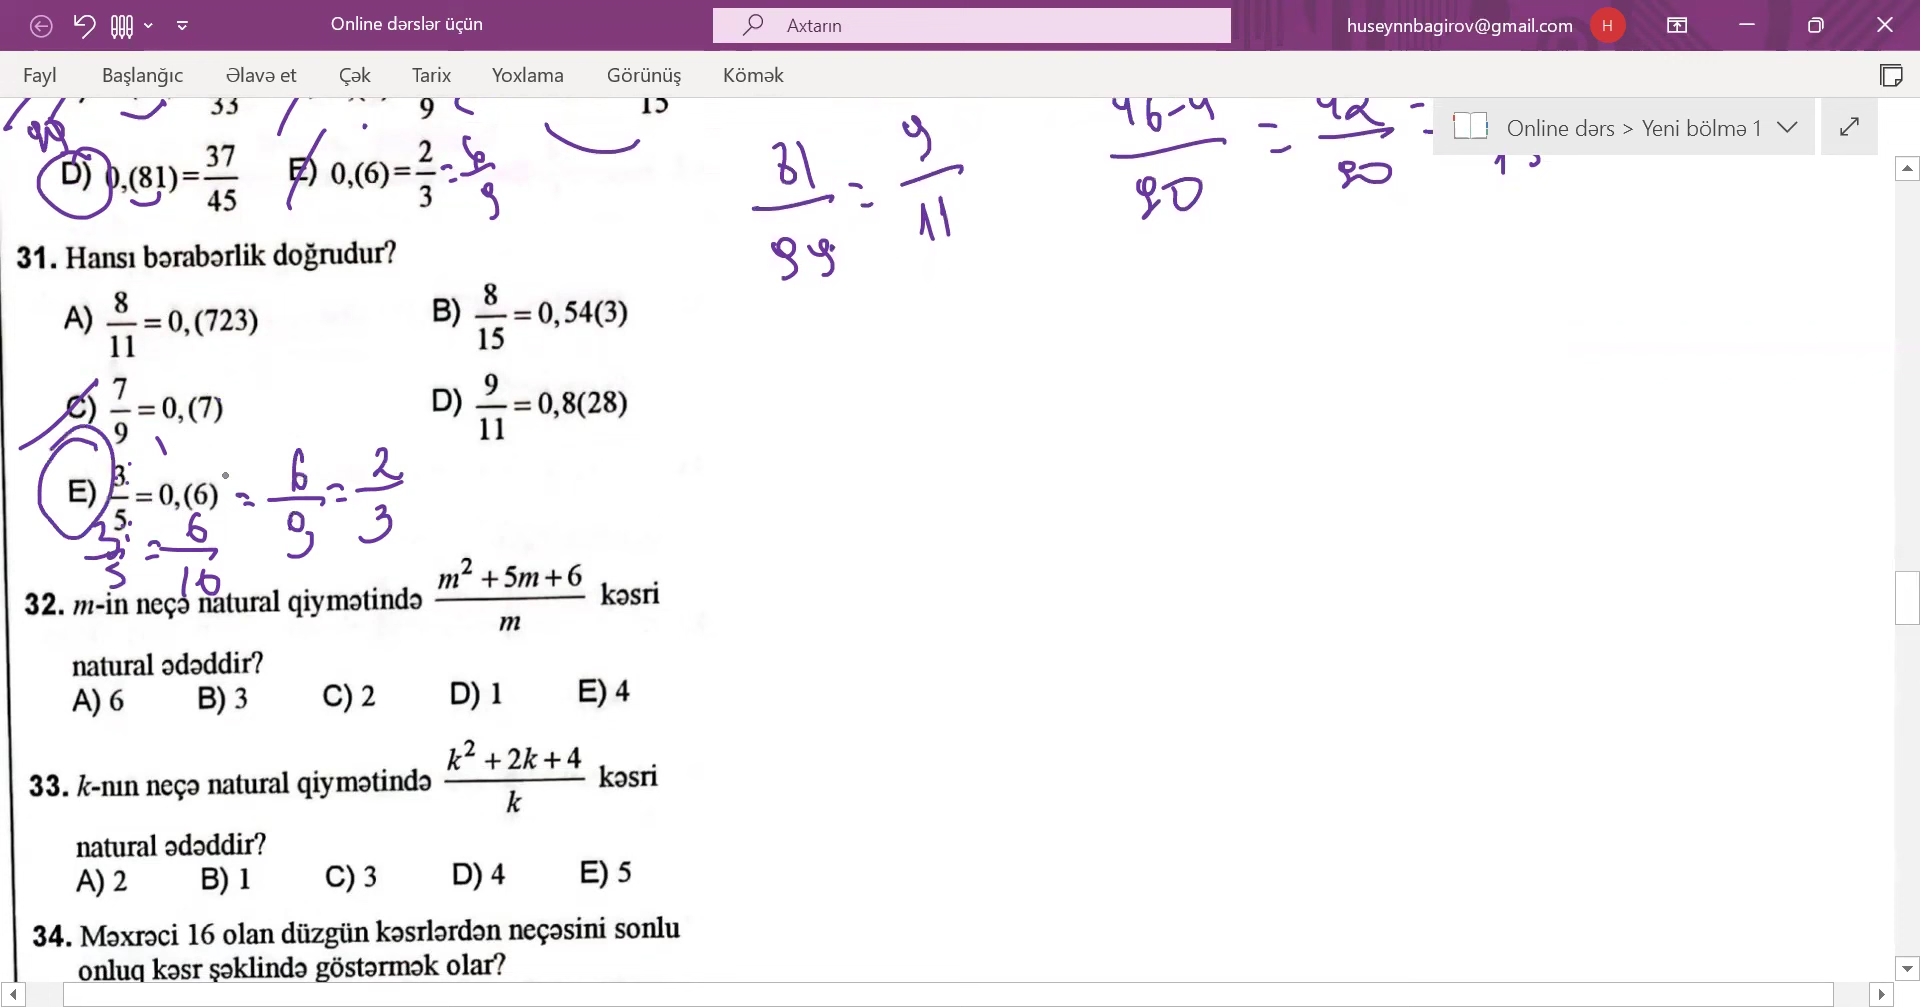 Online dərslər üçün
Axtarın
huseynnbagirov@gmail.com
H
Fayl Başlanğıc Əlavə et Çək Tarix Yoxlama Görünüş Kömək
Online dərs > Yeni bölmə 1
33 9 15
D) 0,(81)=37/45 E) 0,(6)=2/3 = 6/9
81/99 = 9/11
46-4/90 = 42/90 =
31. Hansı bərabərlik doğrudur?
A) 8/11 = 0,(723) B) 8/15 = 0,54(3)
C) 7/9 = 0,(7) D) 9/11 = 0,8(28)
E) 3/5 = 0,(6) = 6/9 = 2/3
3/5 = 6/10
32. m-in neçə natural qiymətində m²+5m+6/m kəsri
natural ədəddir?
A) 6 B) 3 C) 2 D) 1 E) 4
33. k-nın neçə natural qiymətində k²+2k+4/k kəsri
natural ədəddir?
A) 2 B) 1 C) 3 D) 4 E) 5
34. Məxrəci 16 olan düzgün kəsrlərdən neçəsini sonlu
onluq kəsr şəklində göstərmək olar?